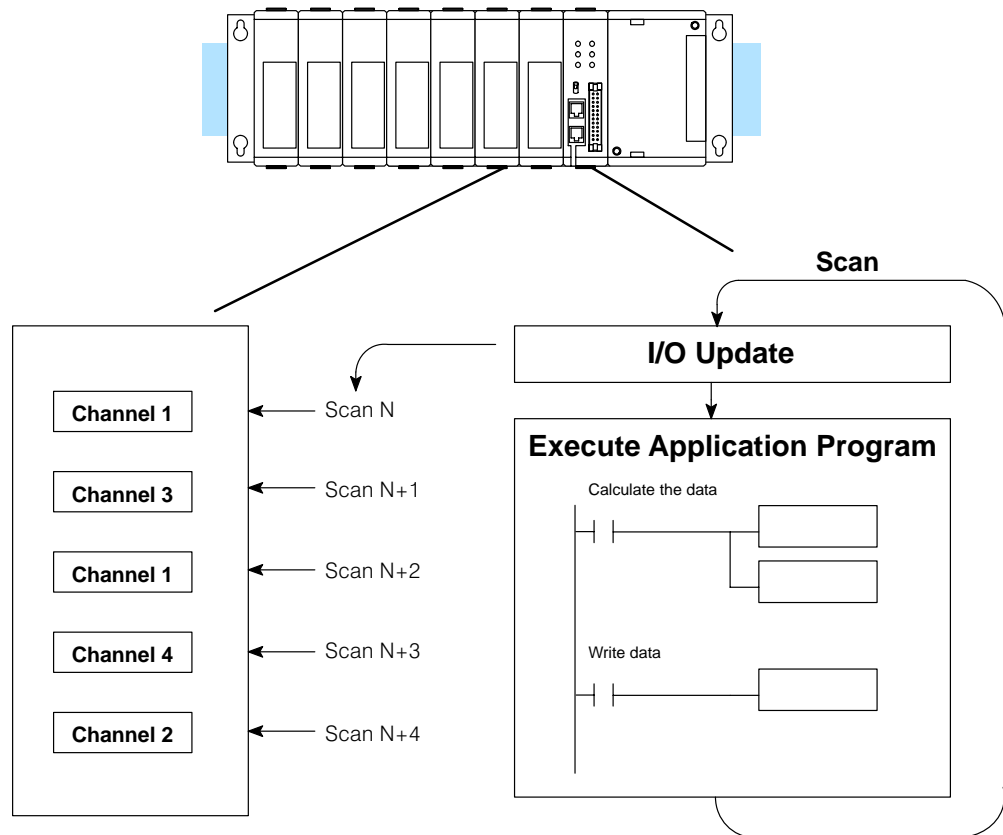 Scan
I/O Update
Channel 1
Scan N
Execute Application Program
Calculate the data
Channel 3
Scan N+1
Channel 1
Scan N+2
Channel 4
Scan N+3
Write data
Channel 2
Scan N+4